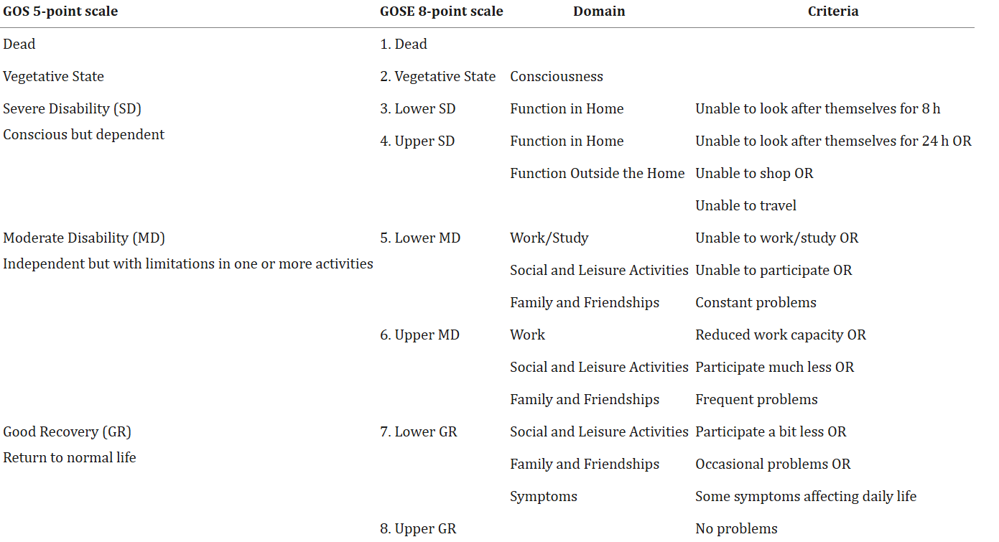 GOS 5-point scale GOSE 8-point scale Domain Criteria
Dead 1. Dead
Vegetative State 2. Vegetative State Consciousness
Severe Disability (SD) 3. Lower SD Function in Home Unable to look after themselves for 8 h
Conscious but dependent 4. Upper SD Function in Home Unable to look after themselves for 24 h OR
Function Outside the Home Unable to shop OR
Unable to travel
Moderate Disability (MD) 5. Lower MD Work/Study Unable to work/study OR
Independent but with limitations in one or more activities Social and Leisure Activities Unable to participate OR
Family and Friendships Constant problems
6. Upper MD Work Reduced work capacity OR
Social and Leisure Activities Participate much less OR
Family and Friendships Frequent problems
Good Recovery (GR) 7. Lower GR Social and Leisure Activities Participate a bit less OR
Return to normal life Family and Friendships Occasional problems OR
Symptoms Some symptoms affecting daily life
8. Upper GR No problems